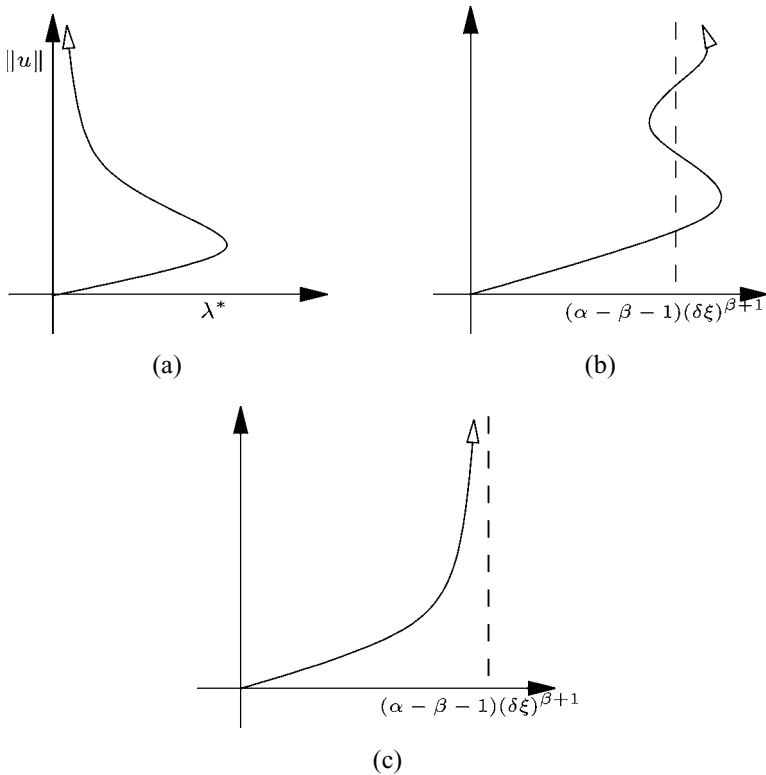 ‖u‖
λ*
(a)
(α − β − 1)(δξ)^{β+1}
(b)
(α − β − 1)(δξ)^{β+1}
(c)